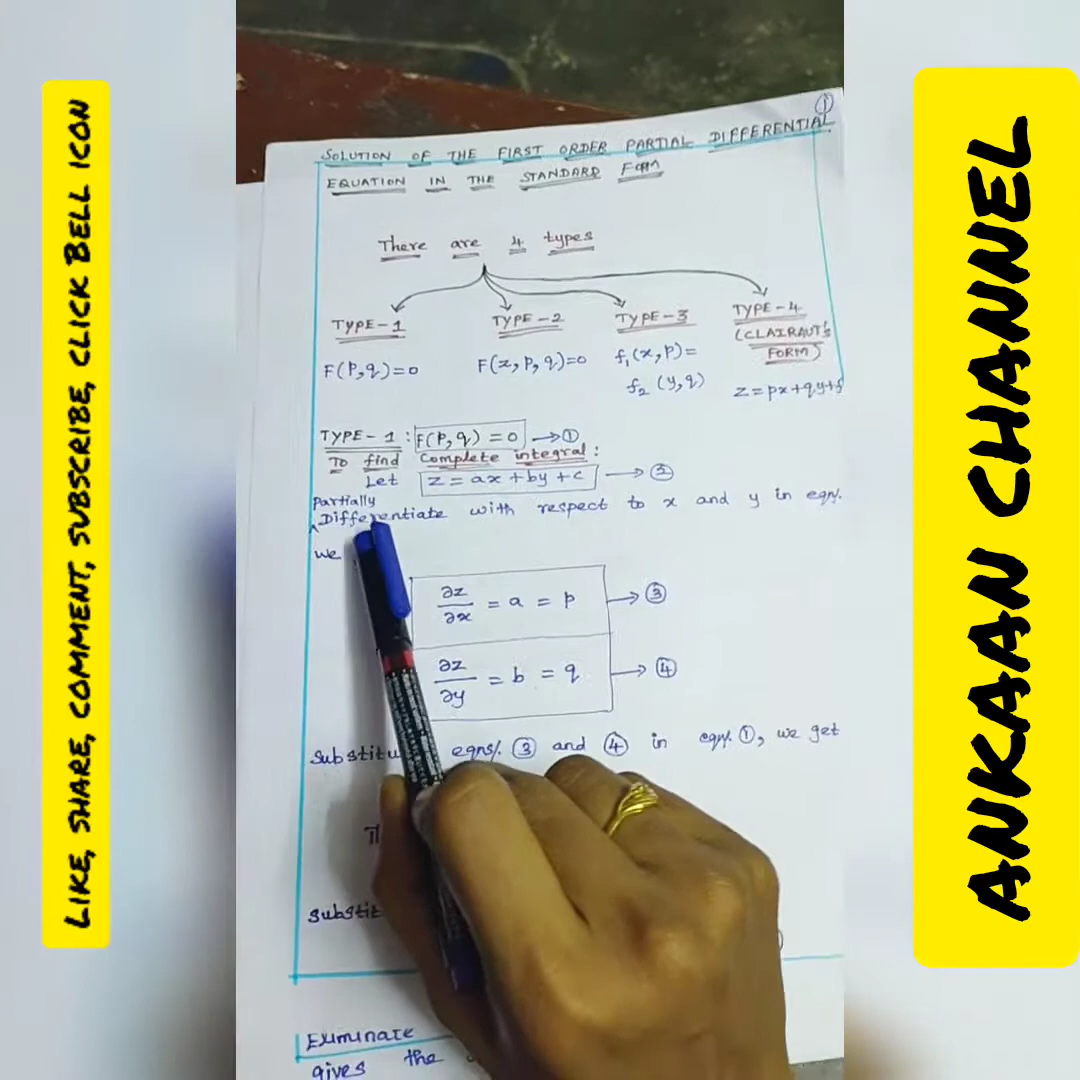 LIKE, SHARE, COMMENT, SUBSCRIBE, CLICK BELL ICON
①
SOLUTION OF THE FIRST ORDER PARTIAL DIFFERENTIAL
EQUATION IN THE STANDARD FORM
There are 4 types
TYPE-1 TYPE-2 TYPE-3 TYPE-4
(CLAIRAUT'S
FORM)
F(P,q)=0 F(z,p,q)=0 f₁(x,p)=
f₂(y,q) z=px+qy+f
TYPE-1: F(P,q)=0 → ①
To find Complete integral:
Let z=ax+by+c → ②
Partially
Differentiate with respect to x and y in eqn.
we
∂z/∂x = a = p → ③
∂z/∂y = b = q → ④
Substitu eqns/. ③ and ④ in eqn/. ①, we get
Substit
Eliminate
gives the
ANKAAN CHANNEL